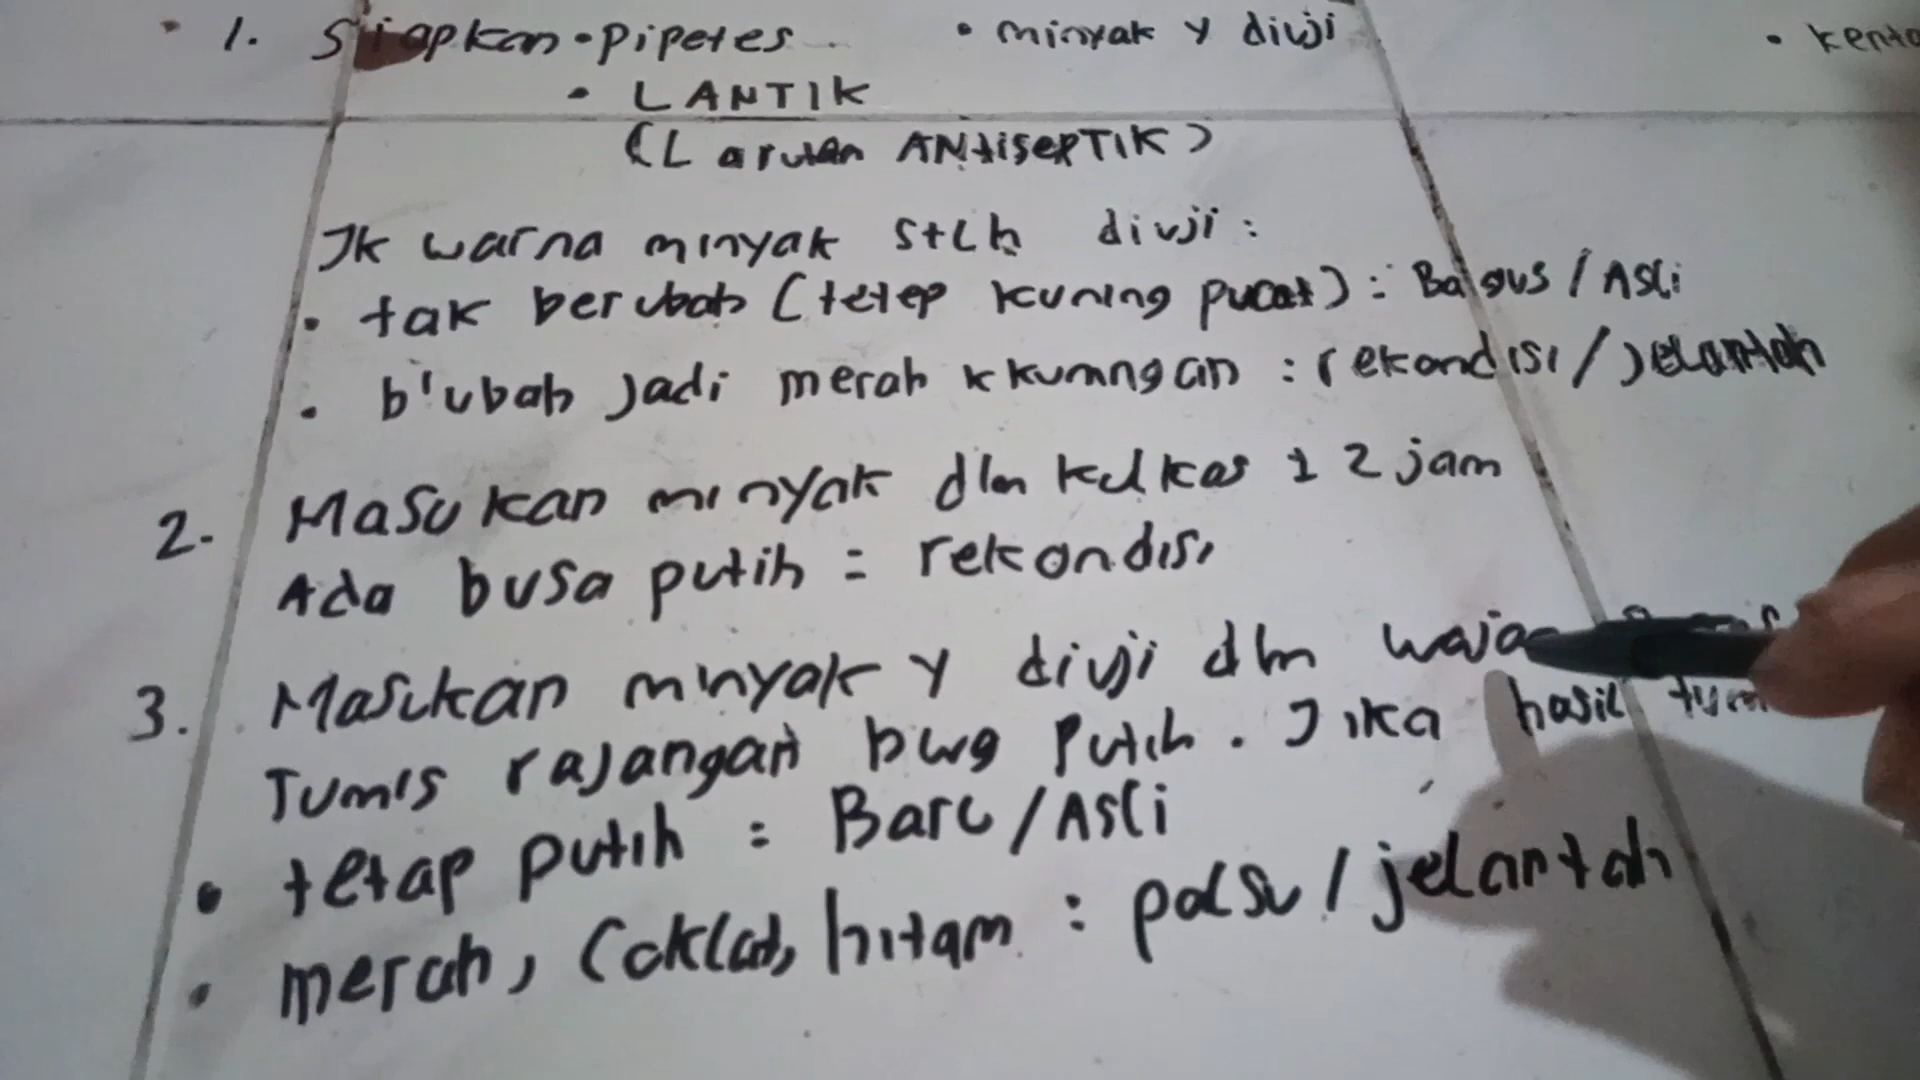 1. Siapkan • pipetes • minyak y diuji
• LANTIK
(Larutan ANtisepTIK)
Jk warna minyak stlh diuji:
• tak berubah (tetep kuning pucat) : Bagus / Asli
• b'ubah jadi merah kkuningan : rekondisi / jelantah
2. Masukan minyak dlm kulkas ± 2 jam
Ada busa putih = rekondisi
3. Masukan minyak y diuji dlm
Tumis rajangan bwg putih. Jika hasil
• tetap putih : Baru / Asli
• merah, coklat, hitam : palsu / jelantah